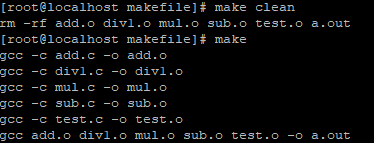 [root@localhost makefile]# make clean
rm -rf add.o div1.o mul.o sub.o test.o a.out
[root@localhost makefile]# make
gcc -c add.c -o add.o
gcc -c div1.c -o div1.o
gcc -c mul.c -o mul.o
gcc -c sub.c -o sub.o
gcc -c test.c -o test.o
gcc add.o div1.o mul.o sub.o test.o -o a.out